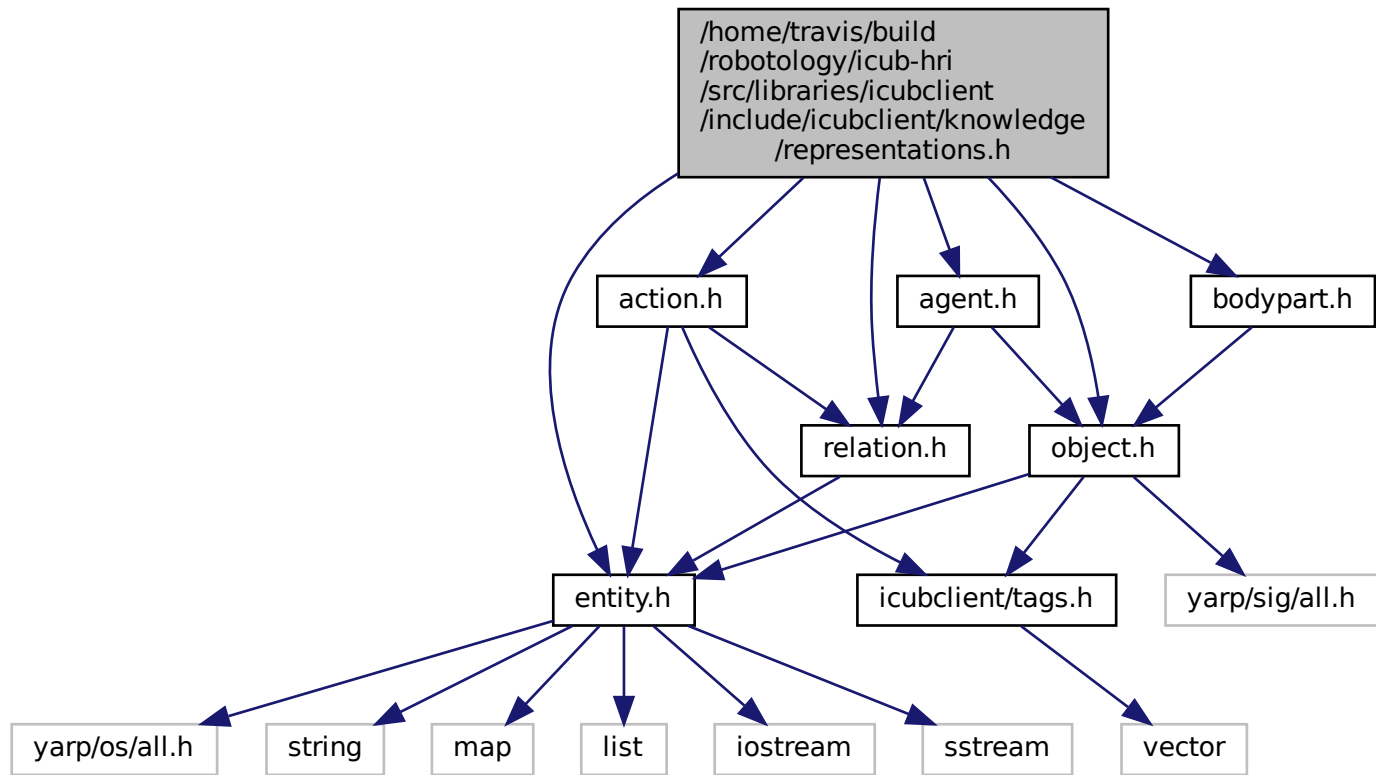 /home/travis/build
/robotology/icub-hri
/src/libraries/icubclient
/include/icubclient/knowledge
/representations.h
action.h
agent.h
bodypart.h
relation.h
object.h
entity.h
icubclient/tags.h
yarp/sig/all.h
yarp/os/all.h
string
map
list
iostream
sstream
vector